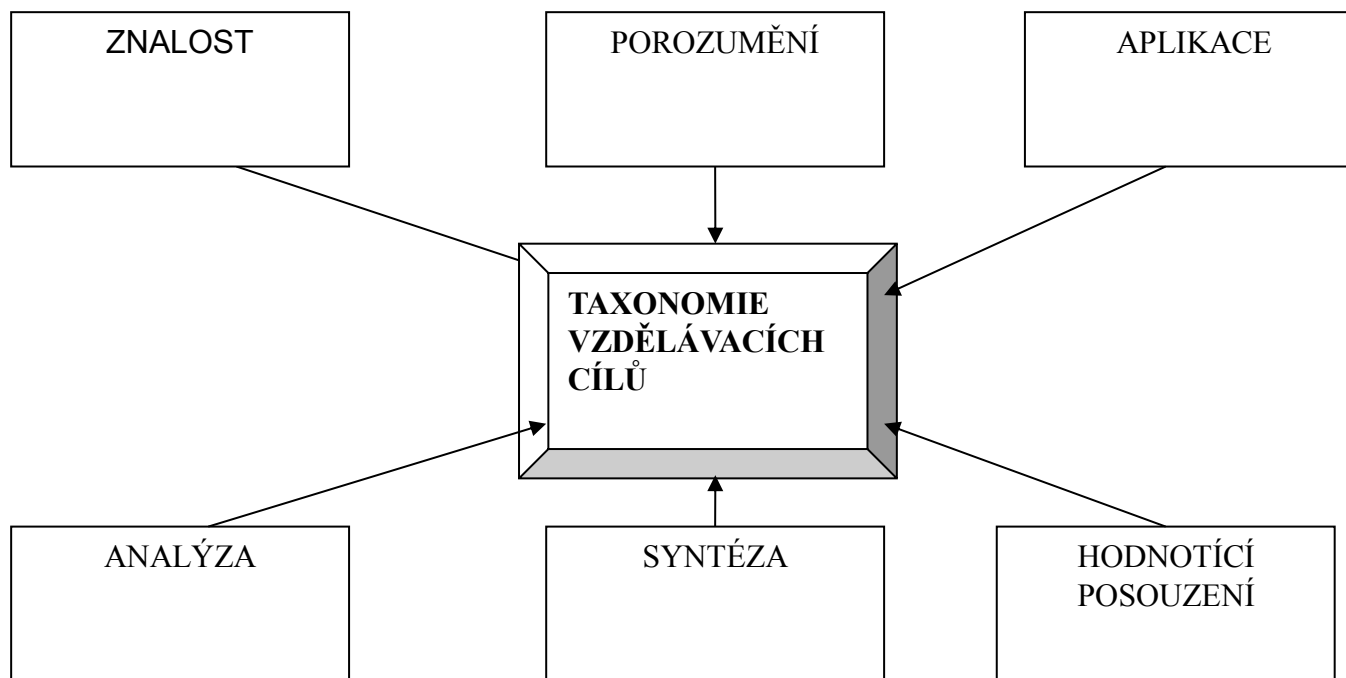 ZNALOST
POROZUMĚNÍ
APLIKACE
TAXONOMIE
VZDĚLÁVACÍCH
CÍLŮ
ANALÝZA
SYNTÉZA
HODNOTÍCÍ
POSOUZENÍ